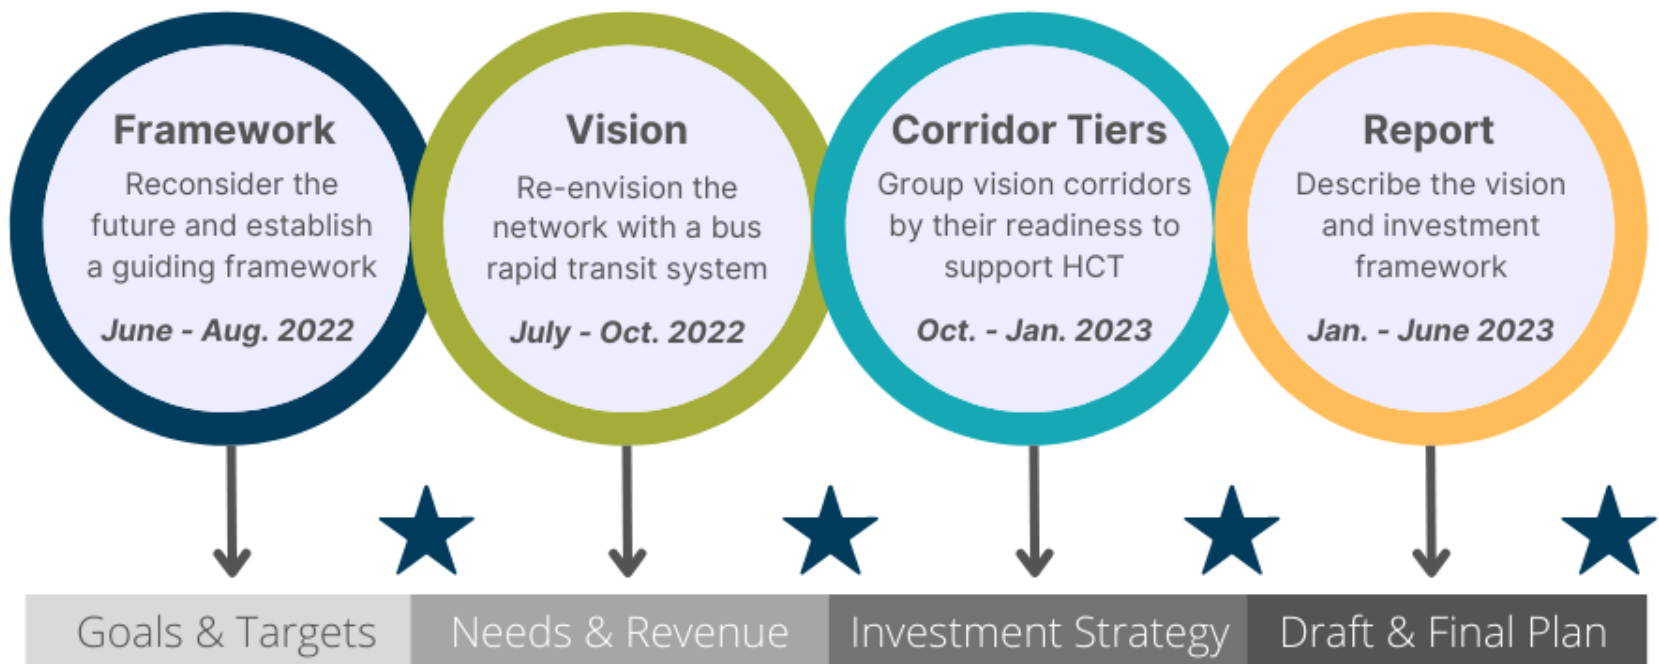 Framework
Reconsider the
future and establish
a guiding framework
June - Aug. 2022
Vision
Re-envision the
network with a bus
rapid transit system
July - Oct. 2022
Corridor Tiers
Group vision corridors
by their readiness to
support HCT
Oct. - Jan. 2023
Report
Describe the vision
and investment
framework
Jan. - June 2023
Goals & Targets
Needs & Revenue
Investment Strategy
Draft & Final Plan